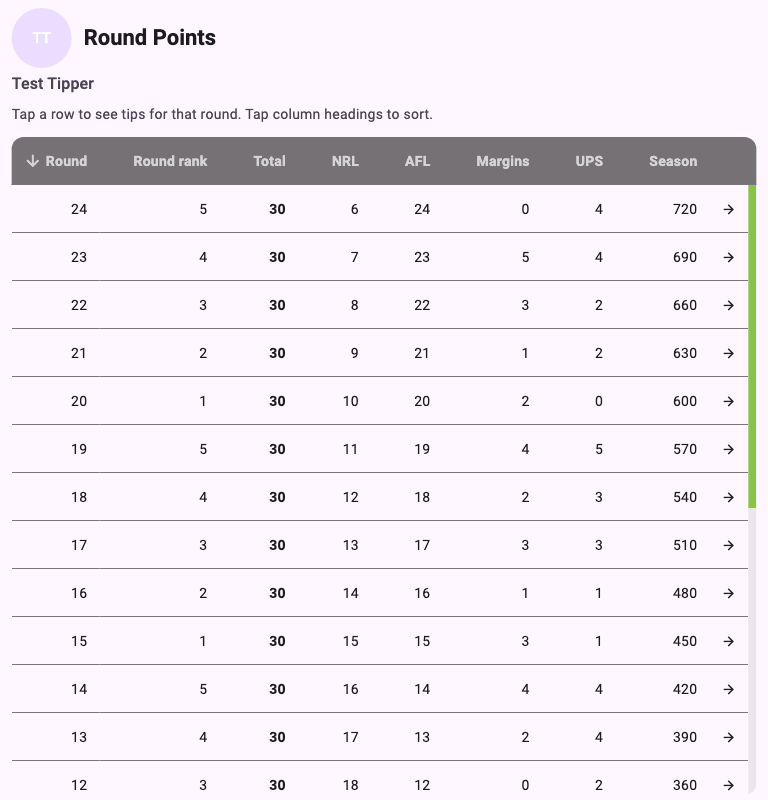 TT Round Points
Test Tipper
Tap a row to see tips for that round. Tap column headings to sort.
↓ Round Round rank Total NRL AFL Margins UPS Season
24 5 30 6 24 0 4 720 →
23 4 30 7 23 5 4 690 →
22 3 30 8 22 3 2 660 →
21 2 30 9 21 1 2 630 →
20 1 30 10 20 2 0 600 →
19 5 30 11 19 4 5 570 →
18 4 30 12 18 2 3 540 →
17 3 30 13 17 3 3 510 →
16 2 30 14 16 1 1 480 →
15 1 30 15 15 3 1 450 →
14 5 30 16 14 4 4 420 →
13 4 30 17 13 2 4 390 →
12 3 30 18 12 0 2 360 →